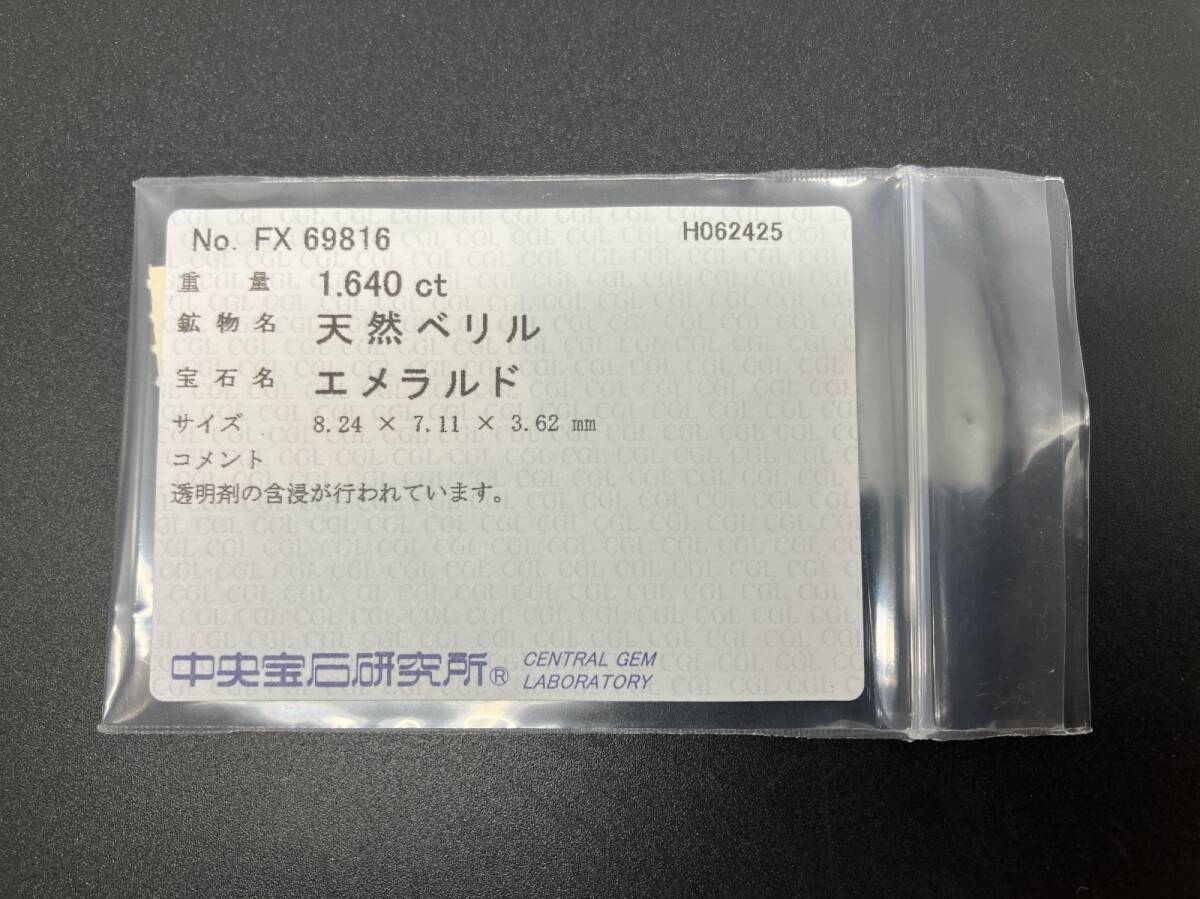 No. FX 69816 H062425
重量 1.640 ct
鉱物名 天然ベリル
宝石名 エメラルド
サイズ 8.24 × 7.11 × 3.62 mm
コメント
透明剤の含浸が行われています。
中央宝石研究所® CENTRAL GEM
LABORATORY